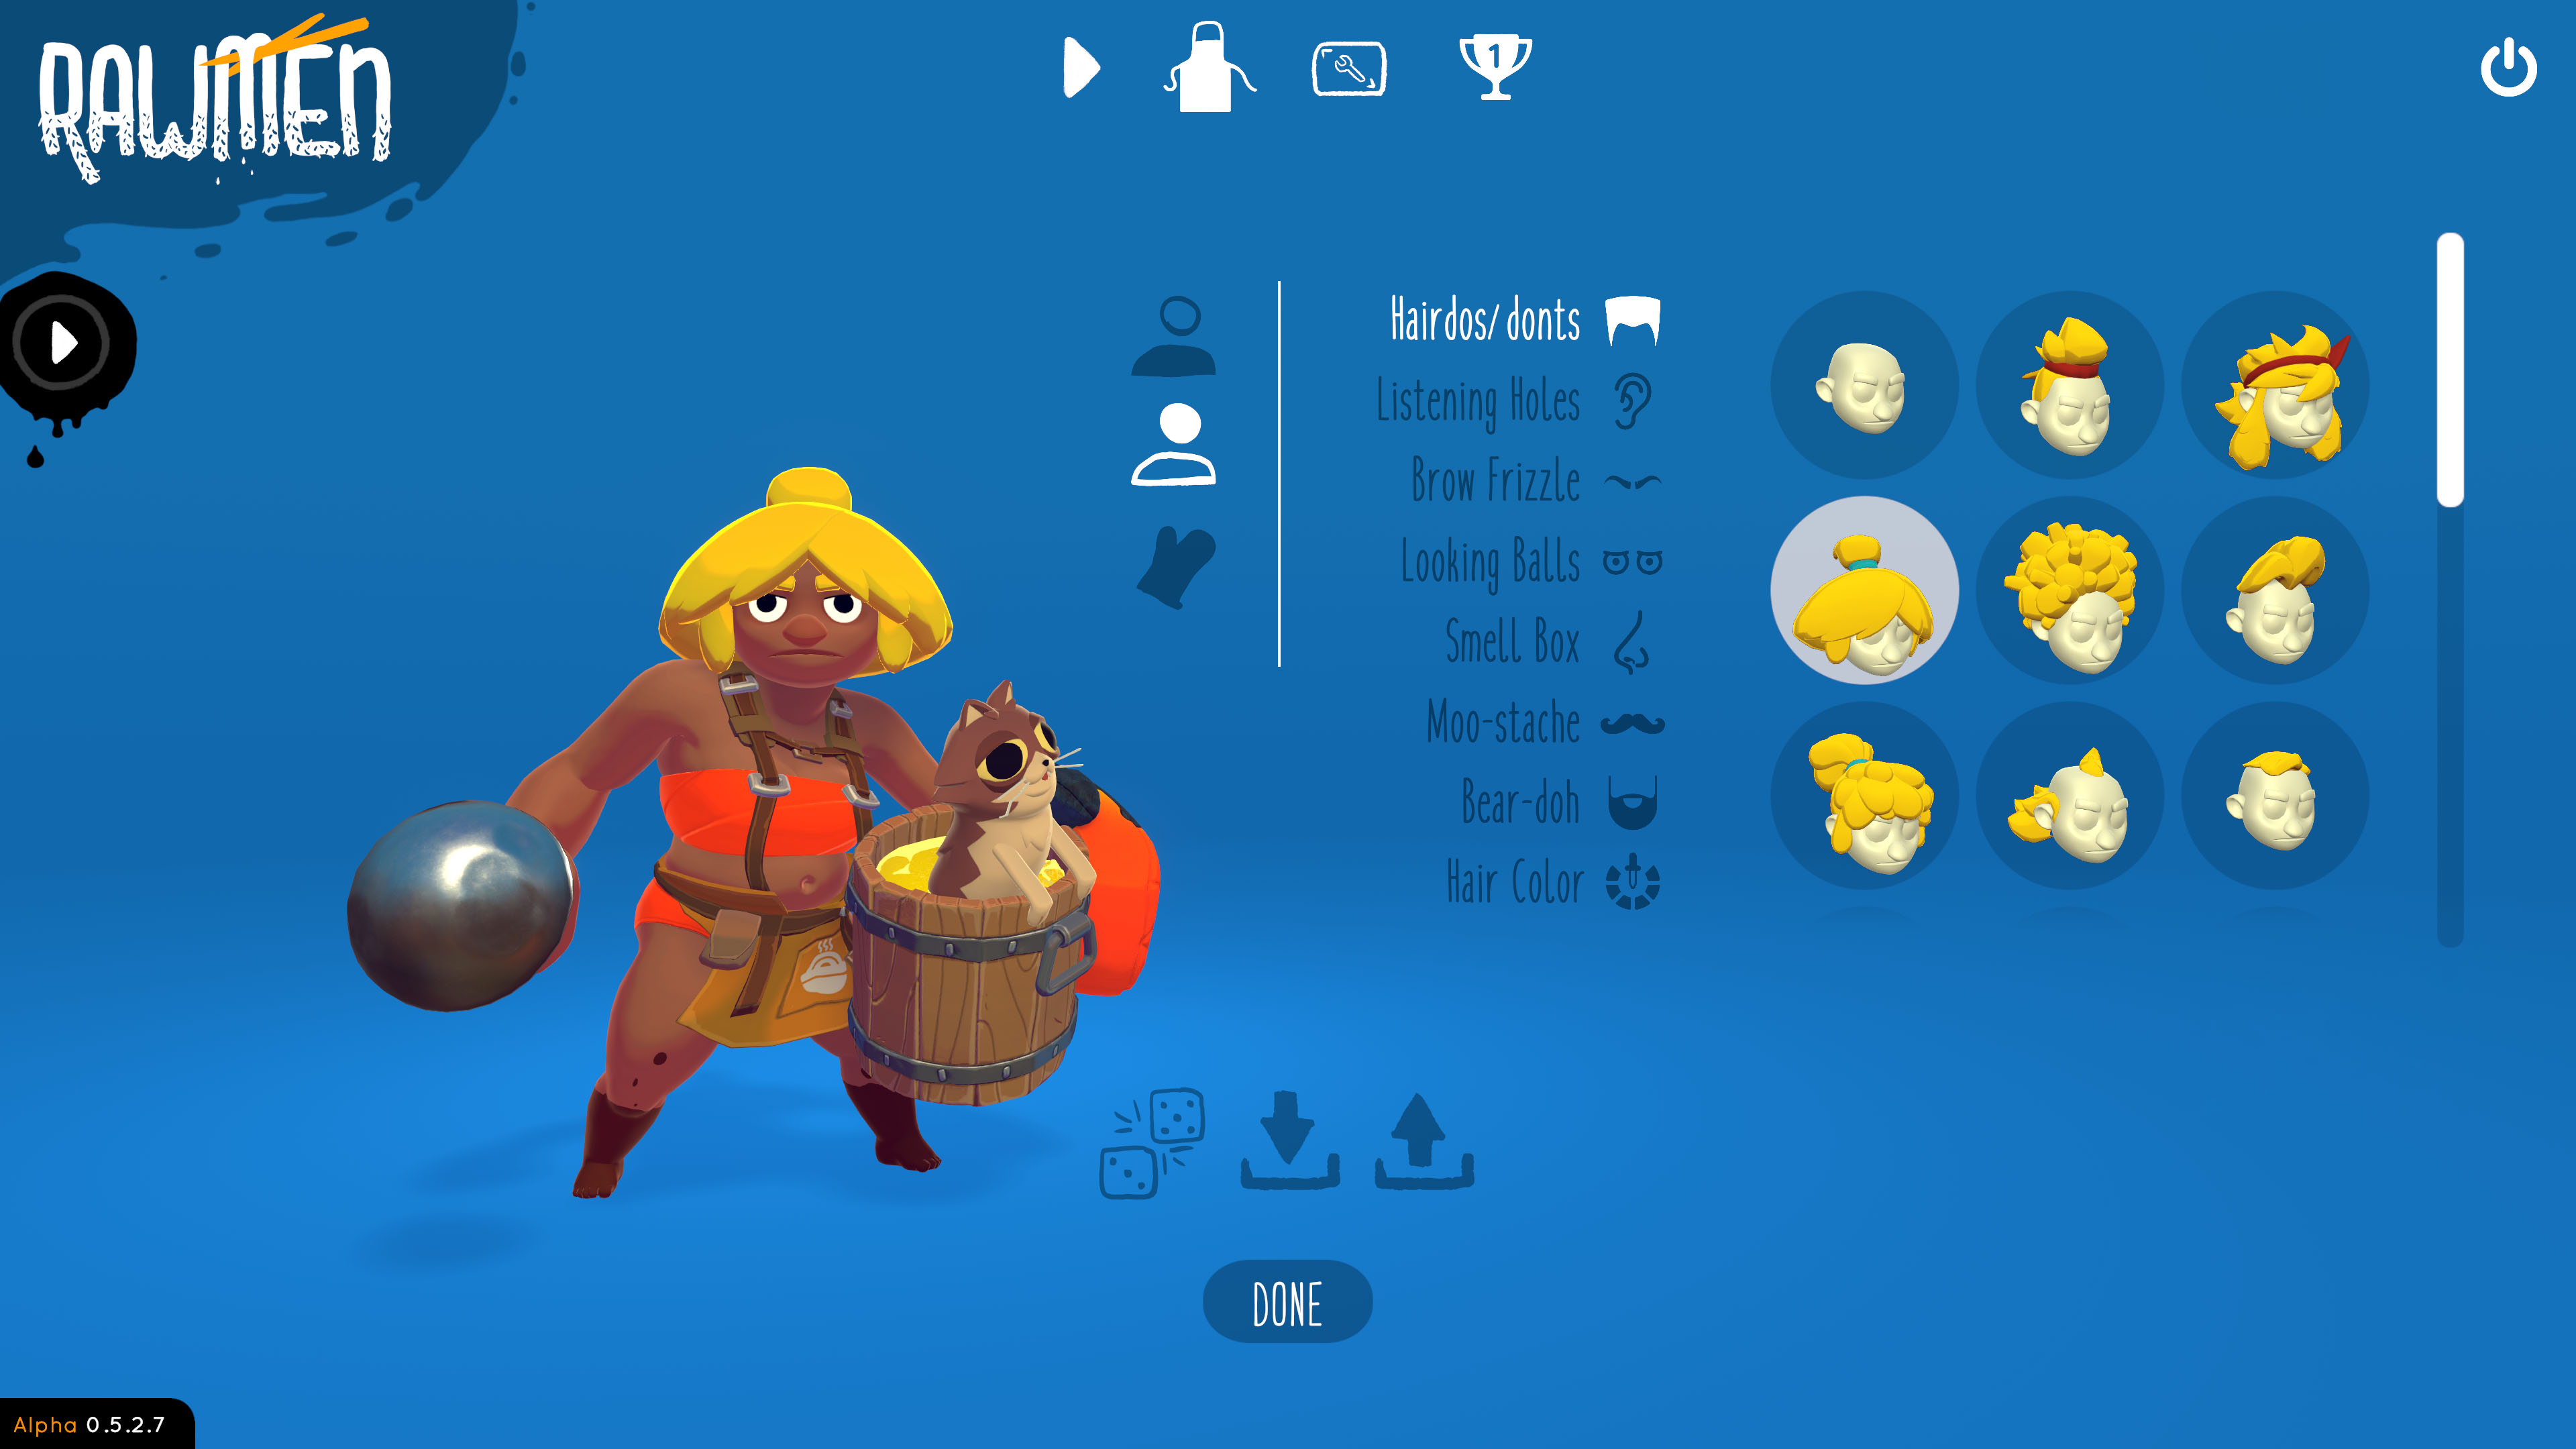 RAWMEN
1
Hairdos/donts
Listening Holes
Brow Frizzle
Looking Balls
Smell Box
Moo-stache
Bear-doh
Hair Color
DONE
Alpha 0.5.2.7